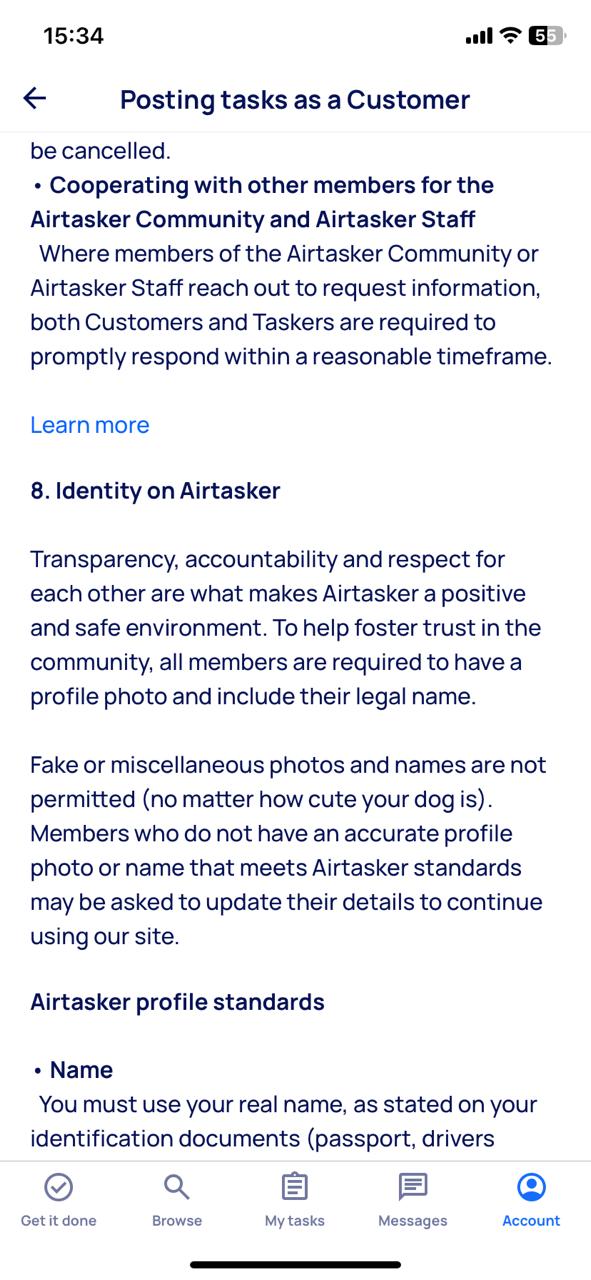 15:34
55
Posting tasks as a Customer
be cancelled.
• Cooperating with other members for the
Airtasker Community and Airtasker Staff
Where members of the Airtasker Community or
Airtasker Staff reach out to request information,
both Customers and Taskers are required to
promptly respond within a reasonable timeframe.
Learn more
8. Identity on Airtasker
Transparency, accountability and respect for
each other are what makes Airtasker a positive
and safe environment. To help foster trust in the
community, all members are required to have a
profile photo and include their legal name.
Fake or miscellaneous photos and names are not
permitted (no matter how cute your dog is).
Members who do not have an accurate profile
photo or name that meets Airtasker standards
may be asked to update their details to continue
using our site.
Airtasker profile standards
• Name
You must use your real name, as stated on your
identification documents (passport, drivers
Get it done
Browse
My tasks
Messages
Account